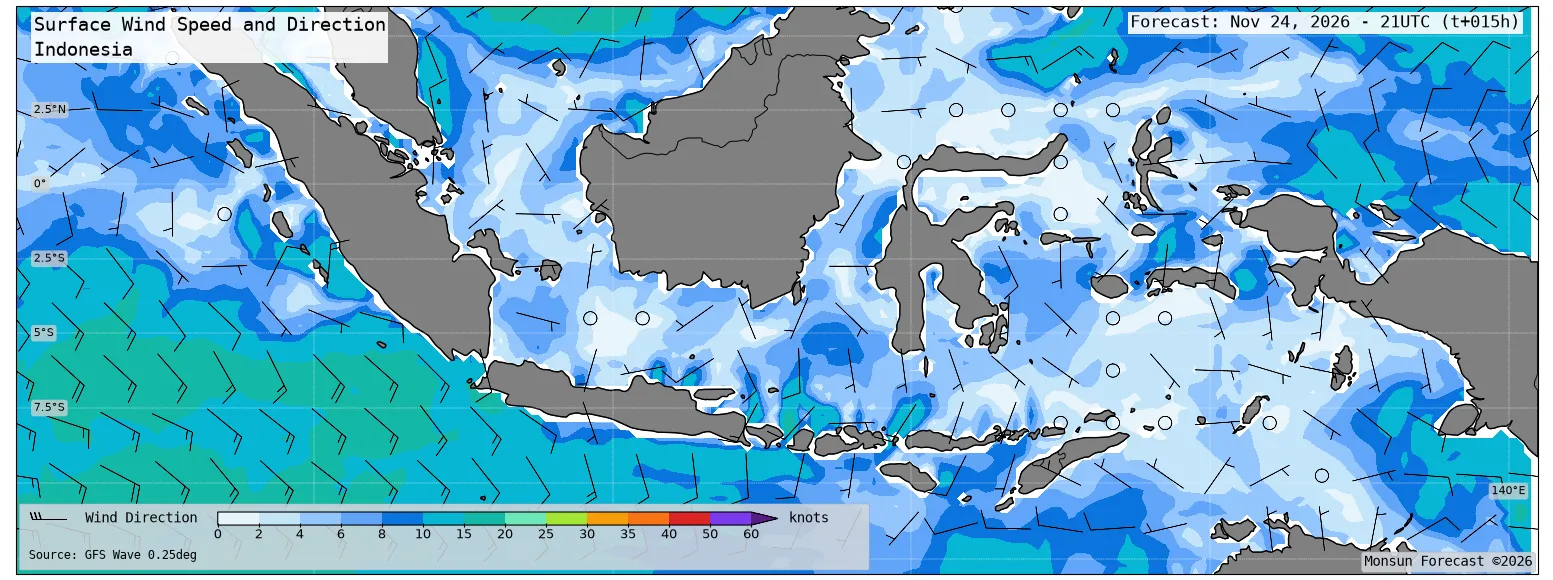 Surface Wind Speed and Direction
Indonesia
Forecast: Nov 24, 2026 - 21UTC (t+015h)
2.5°N
0°
2.5°S
5°S
7.5°S
140°E
Wind Direction
0 2 4 6 8 10 15 20 25 30 35 40 50 60
knots
Source: GFS Wave 0.25deg
Monsun Forecast ©2026